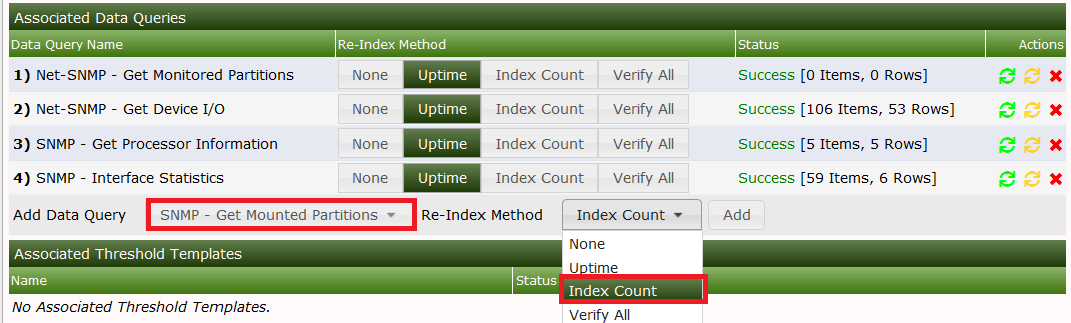 Associated Data Queries
Data Query Name Re-Index Method Status Actions
1) Net-SNMP - Get Monitored Partitions None Uptime Index Count Verify All Success [0 Items, 0 Rows]
2) Net-SNMP - Get Device I/O None Uptime Index Count Verify All Success [106 Items, 53 Rows]
3) SNMP - Get Processor Information None Uptime Index Count Verify All Success [5 Items, 5 Rows]
4) SNMP - Interface Statistics None Uptime Index Count Verify All Success [59 Items, 6 Rows]
Add Data Query SNMP - Get Mounted Partitions Re-Index Method Index Count Add
None
Associated Threshold Templates Uptime
Name Status Index Count
No Associated Threshold Templates. Verify All